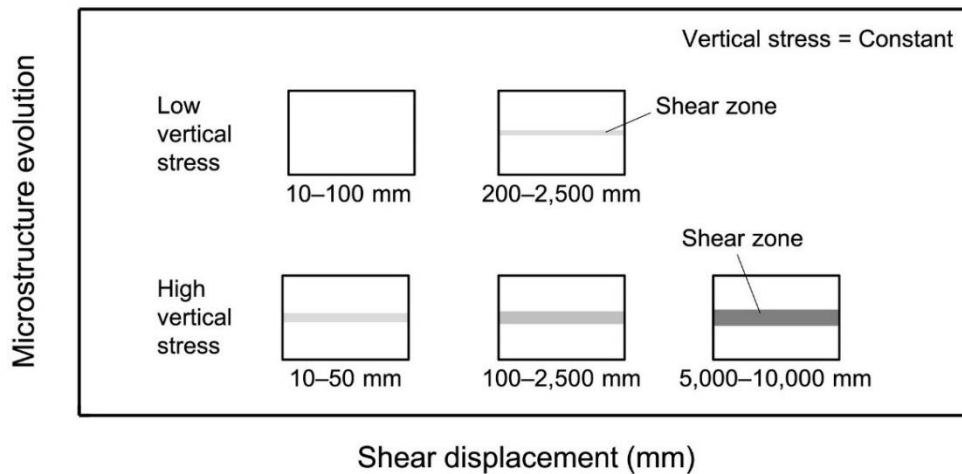 Vertical stress = Constant
Microstructure evolution
Low
vertical
stress
Shear zone
10–100 mm
200–2,500 mm
High
vertical
stress
Shear zone
10–50 mm
100–2,500 mm
5,000–10,000 mm
Shear displacement (mm)